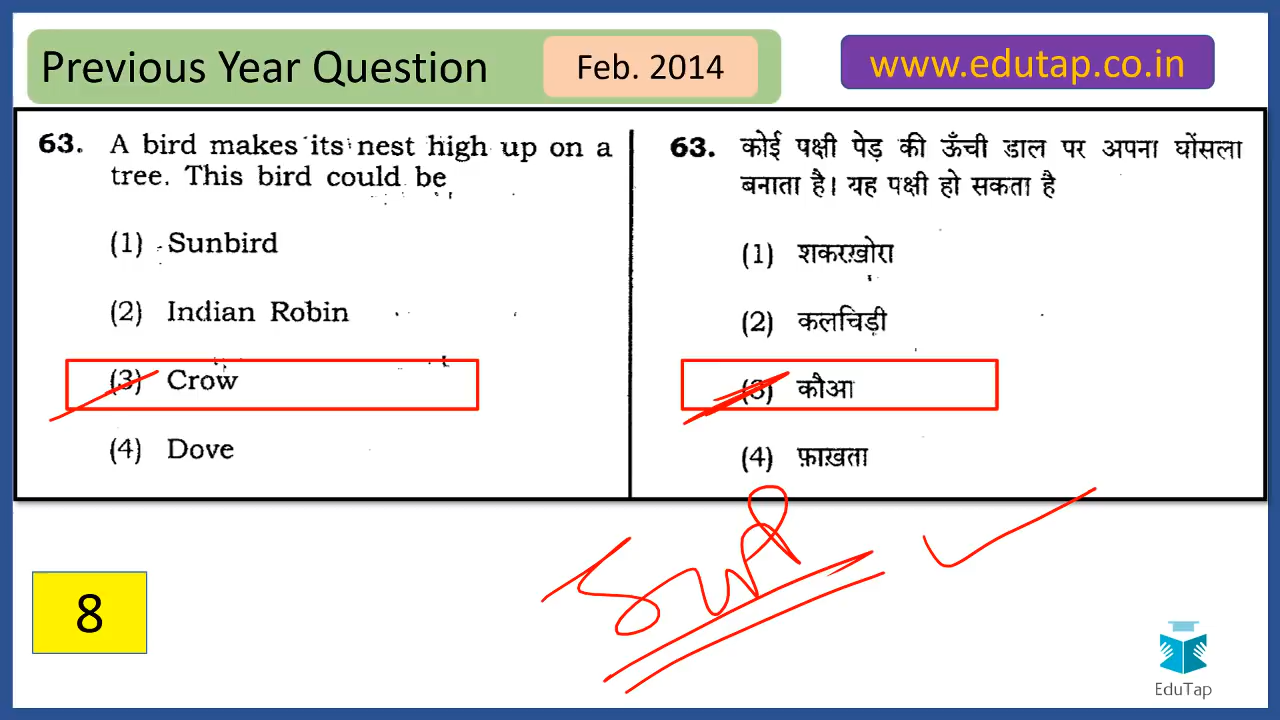 Previous Year Question
Feb. 2014
www.edutap.co.in
63. A bird makes its nest high up on a
tree. This bird could be
(1) Sunbird
(2) Indian Robin
(3) Crow
(4) Dove
63. कोई पक्षी पेड़ की ऊँची डाल पर अपना घोंसला
बनाता है। यह पक्षी हो सकता है
(1) शकरख़ोरा
(2) कलचिड़ी
(3) कौआ
(4) फ़ाख़ता
8
EduTap